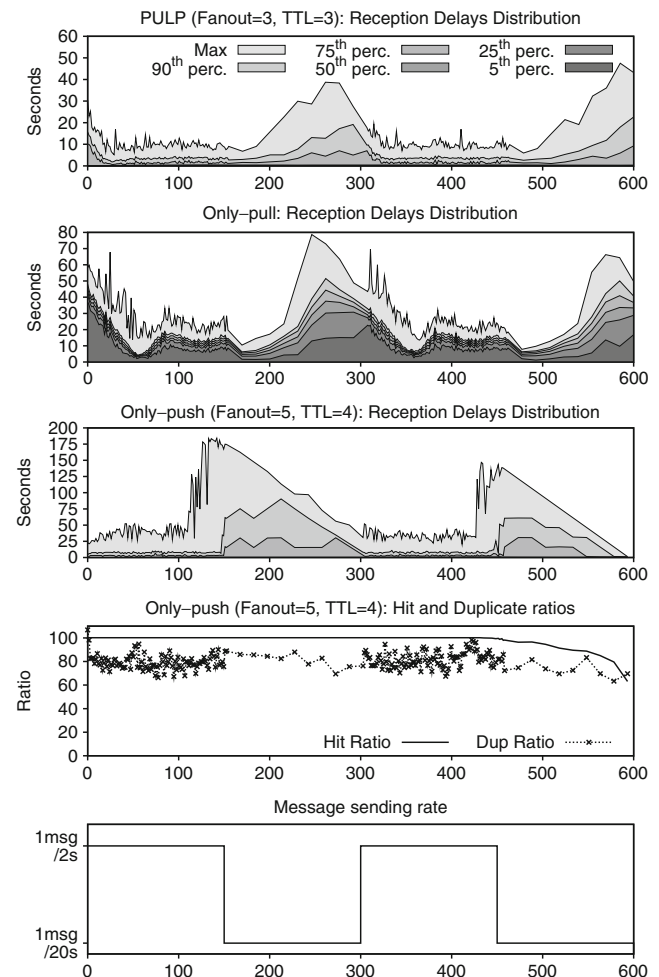 PULP (Fanout=3, TTL=3): Reception Delays Distribution
Seconds
60
50
40
30
20
10
0
Max
90th perc.
75th perc.
50th perc.
25th perc.
5th perc.
0 100 200 300 400 500 600
Only–pull: Reception Delays Distribution
Seconds
80
70
60
50
40
30
20
10
0
0 100 200 300 400 500 600
Only–push (Fanout=5, TTL=4): Reception Delays Distribution
Seconds
200
175
150
125
100
75
50
25
0
0 100 200 300 400 500 600
Only–push (Fanout=5, TTL=4): Hit and Duplicate ratios
Ratio
100
80
60
40
20
0
Hit Ratio
Dup Ratio
0 100 200 300 400 500 600
Message sending rate
1msg
/2s
1msg
/20s
0 100 200 300 400 500 600